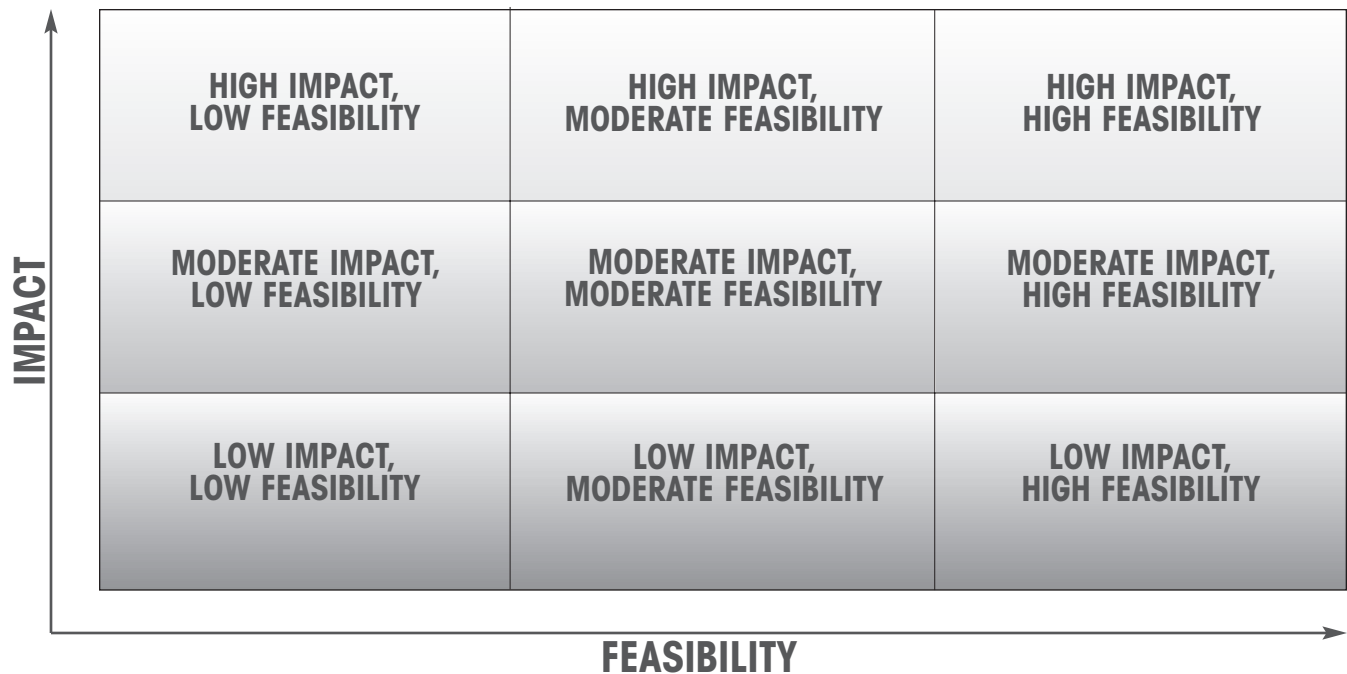 HIGH IMPACT,
LOW FEASIBILITY
HIGH IMPACT,
MODERATE FEASIBILITY
HIGH IMPACT,
HIGH FEASIBILITY
MODERATE IMPACT,
LOW FEASIBILITY
MODERATE IMPACT,
MODERATE FEASIBILITY
MODERATE IMPACT,
HIGH FEASIBILITY
LOW IMPACT,
LOW FEASIBILITY
LOW IMPACT,
MODERATE FEASIBILITY
LOW IMPACT,
HIGH FEASIBILITY
IMPACT
FEASIBILITY